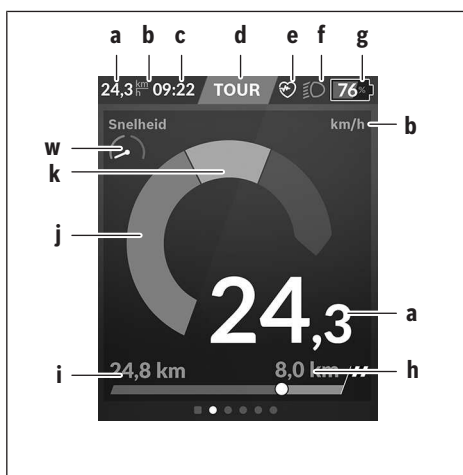 a b c d e f g
24,3 km/h 09:22 TOUR 76%
Snelheid km/h b
w
k
j
24,3 a
i 24,8 km 8,0 km h